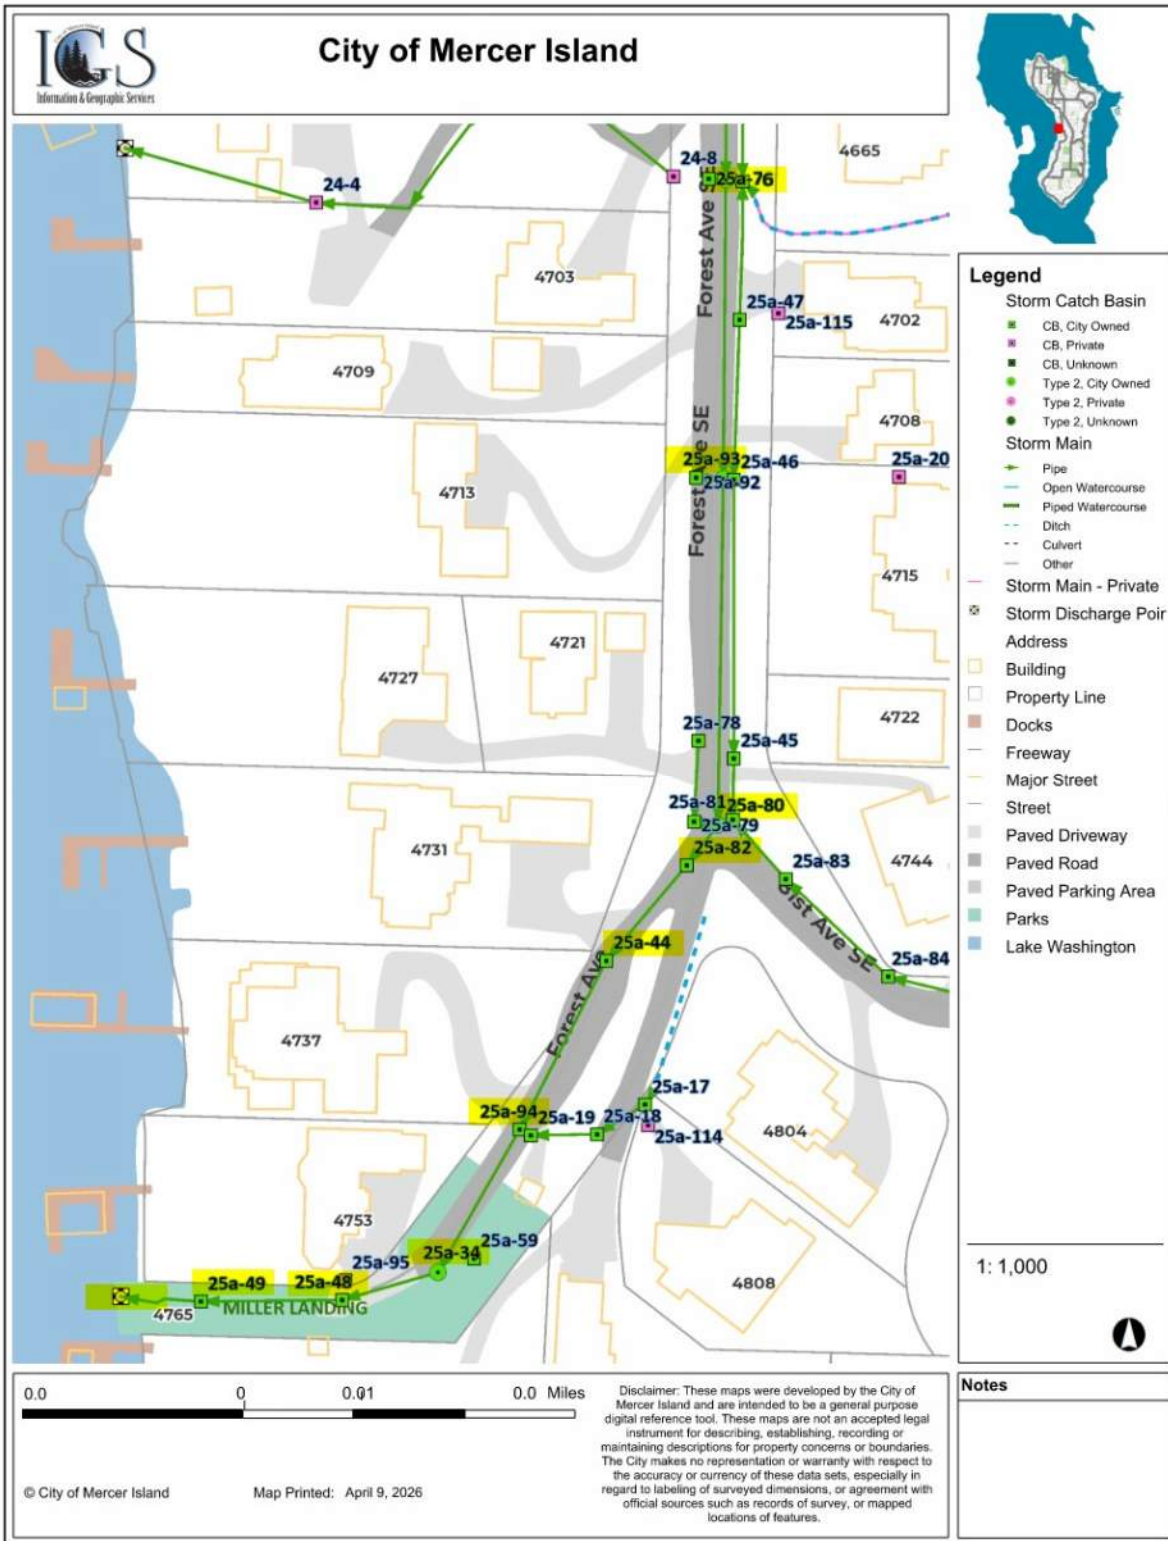 IGS
Information & Geographic Services
City of Mercer Island
24-4
24-8
25a-76
4665
Forest Ave SE
4703
25a-47
25a-115
4702
4709
4708
Forest Ave SE
25a-93
25a-46
25a-92
25a-20
4713
4715
4721
4727
25a-78
4722
25a-45
25a-81
25a-80
25a-79
4731
25a-82
25a-83
4744
81st Ave SE
25a-44
25a-84
Forest Ave
4737
25a-17
25a-94
25a-19
25a-18
25a-114
4804
4753
25a-59
25a-34
25a-95
25a-49
25a-48
4808
4765
MILLER LANDING
Legend
Storm Catch Basin
CB, City Owned
CB, Private
CB, Unknown
Type 2, City Owned
Type 2, Private
Type 2, Unknown
Storm Main
Pipe
Open Watercourse
Piped Watercourse
Ditch
Culvert
Other
Storm Main - Private
Storm Discharge Poir
Address
Building
Property Line
Docks
Freeway
Major Street
Street
Paved Driveway
Paved Road
Paved Parking Area
Parks
Lake Washington
1: 1,000
0.0 0 0.01 0.0 Miles
© City of Mercer Island
Map Printed: April 9, 2026
Disclaimer: These maps were developed by the City of
Mercer Island and are intended to be a general purpose
digital reference tool. These maps are not an accepted legal
instrument for describing, establishing, recording or
maintaining descriptions for property concerns or boundaries.
The City makes no representation or warranty with respect to
the accuracy or currency of these data sets, especially in
regard to labeling of surveyed dimensions, or agreement with
official sources such as records of survey, or mapped
locations of features.
Notes